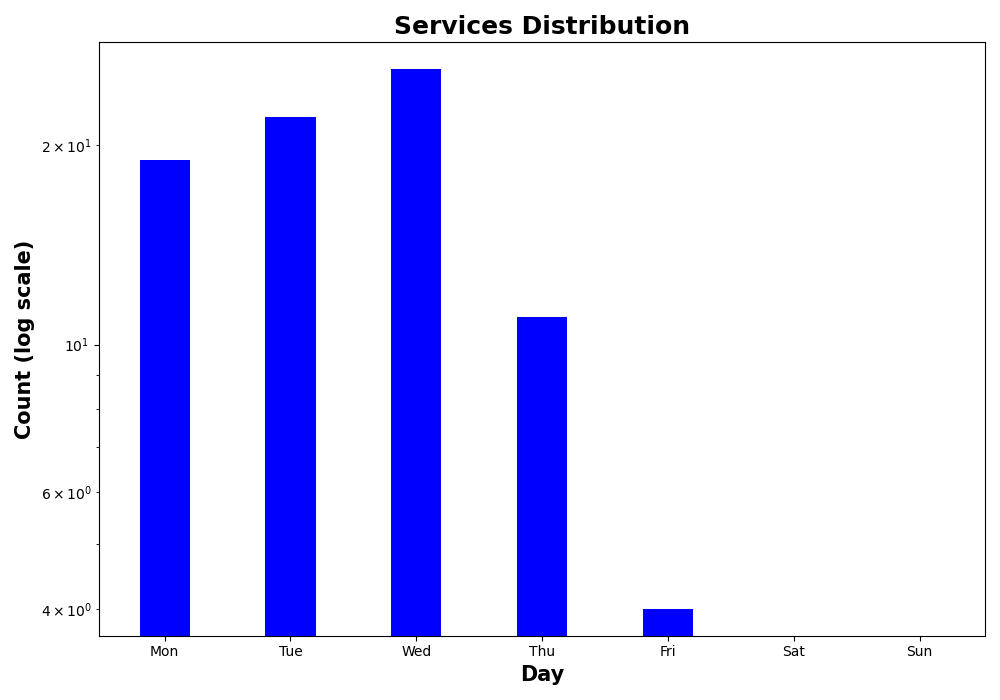 Services Distribution
Count (log scale)
2 × 10¹
10¹
6 × 10⁰
4 × 10⁰
Mon Tue Wed Thu Fri Sat Sun
Day